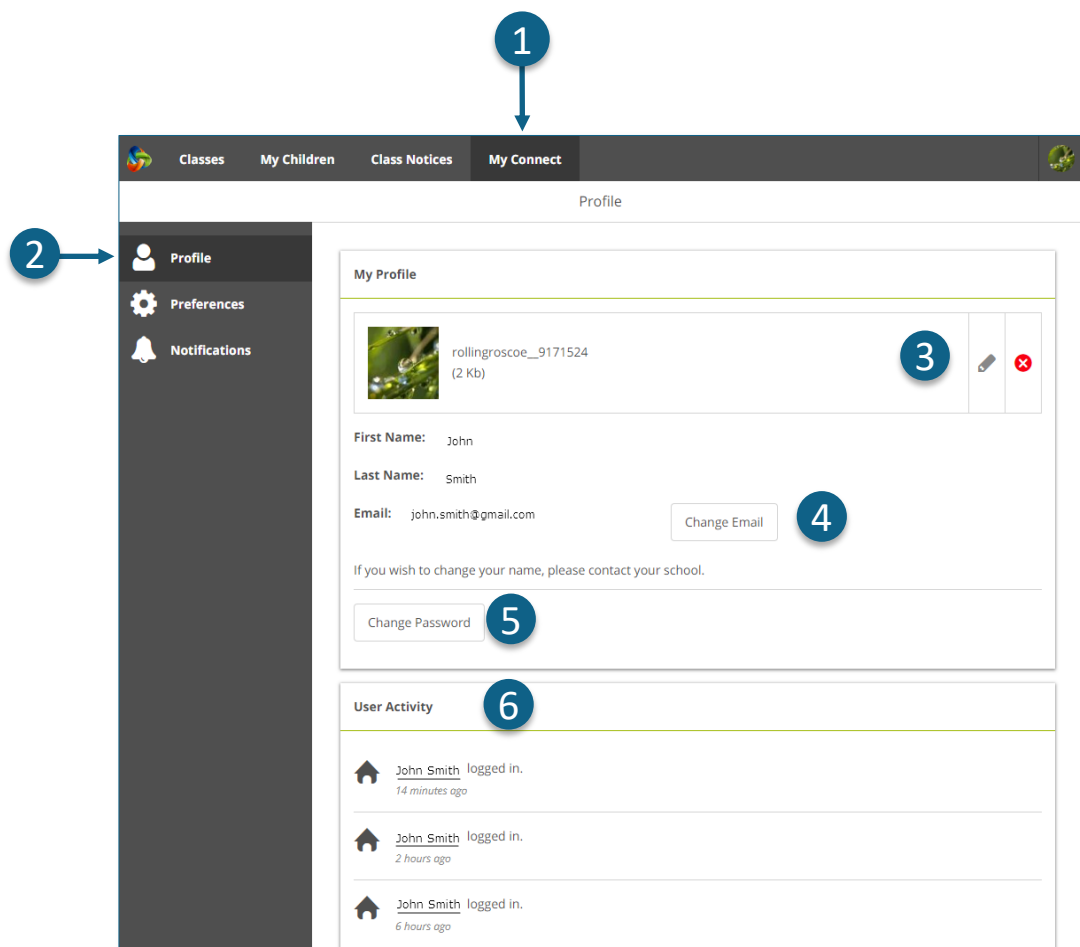 1
Classes My Children Class Notices My Connect
Profile
2
Profile
Preferences
Notifications
My Profile
rollingroscoe__9171524
(2 Kb)
3
First Name: John
Last Name: Smith
Email: john.smith@gmail.com
Change Email
4
If you wish to change your name, please contact your school.
Change Password
5
User Activity
6
John Smith logged in.
14 minutes ago
John Smith logged in.
2 hours ago
John Smith logged in.
6 hours ago